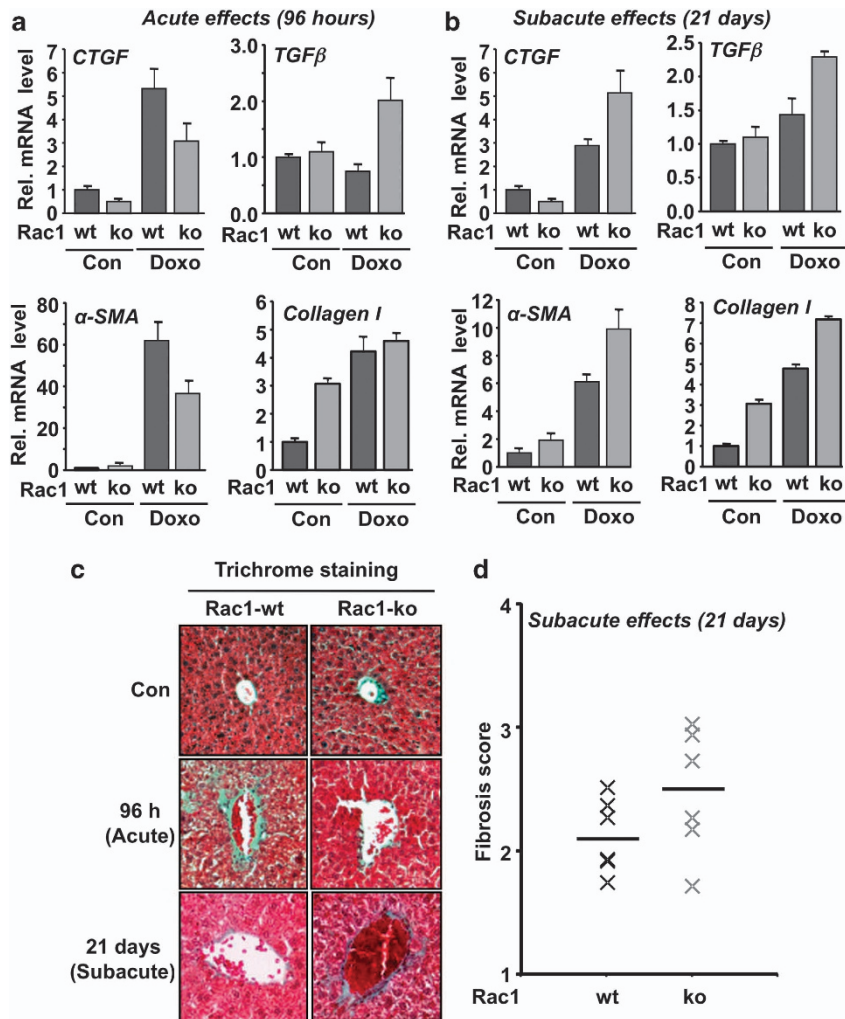 a
Acute effects (96 hours)
CTGF
Rel. mRNA level
7
6
5
4
3
2
1
0
Rac1 wt ko wt ko
Con Doxo
TGFβ
3.0
2.5
2.0
1.5
1.0
0.5
0.0
wt ko wt ko
Con Doxo
α-SMA
Rel. mRNA level
80
60
40
20
0
Rac1 wt ko wt ko
Con Doxo
Collagen I
6
5
4
3
2
1
0
Rac1 wt ko wt ko
Con Doxo
b
Subacute effects (21 days)
CTGF
Rel. mRNA level
7
6
5
4
3
2
1
0
Rac1 wt ko wt ko
Con Doxo
TGFβ
2.5
2.0
1.5
1.0
0.5
0.0
wt ko wt ko
Con Doxo
α-SMA
Rel. mRNA level
12
10
8
6
4
2
0
Rac1 wt ko wt ko
Con Doxo
Collagen I
8
7
6
5
4
3
2
1
0
Rac1 wt ko wt ko
Con Doxo
c
Trichrome staining
Rac1-wt Rac1-ko
Con
96 h
(Acute)
21 days
(Subacute)
d
Subacute effects (21 days)
Fibrosis score
4
3
2
1
Rac1 wt ko